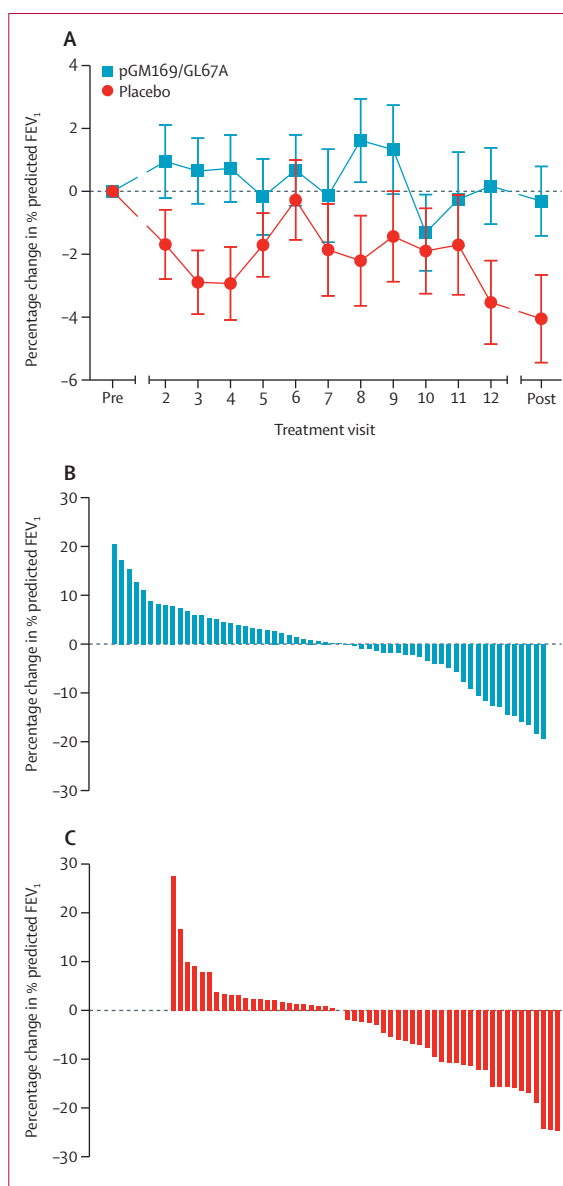 A
pGM169/GL67A
Placebo
Percentage change in % predicted FEV₁
4
2
0
–2
–4
–6
Pre 2 3 4 5 6 7 8 9 10 11 12 Post
Treatment visit
B
Percentage change in % predicted FEV₁
30
20
10
0
–10
–20
–30
C
Percentage change in % predicted FEV₁
30
20
10
0
–10
–20
–30